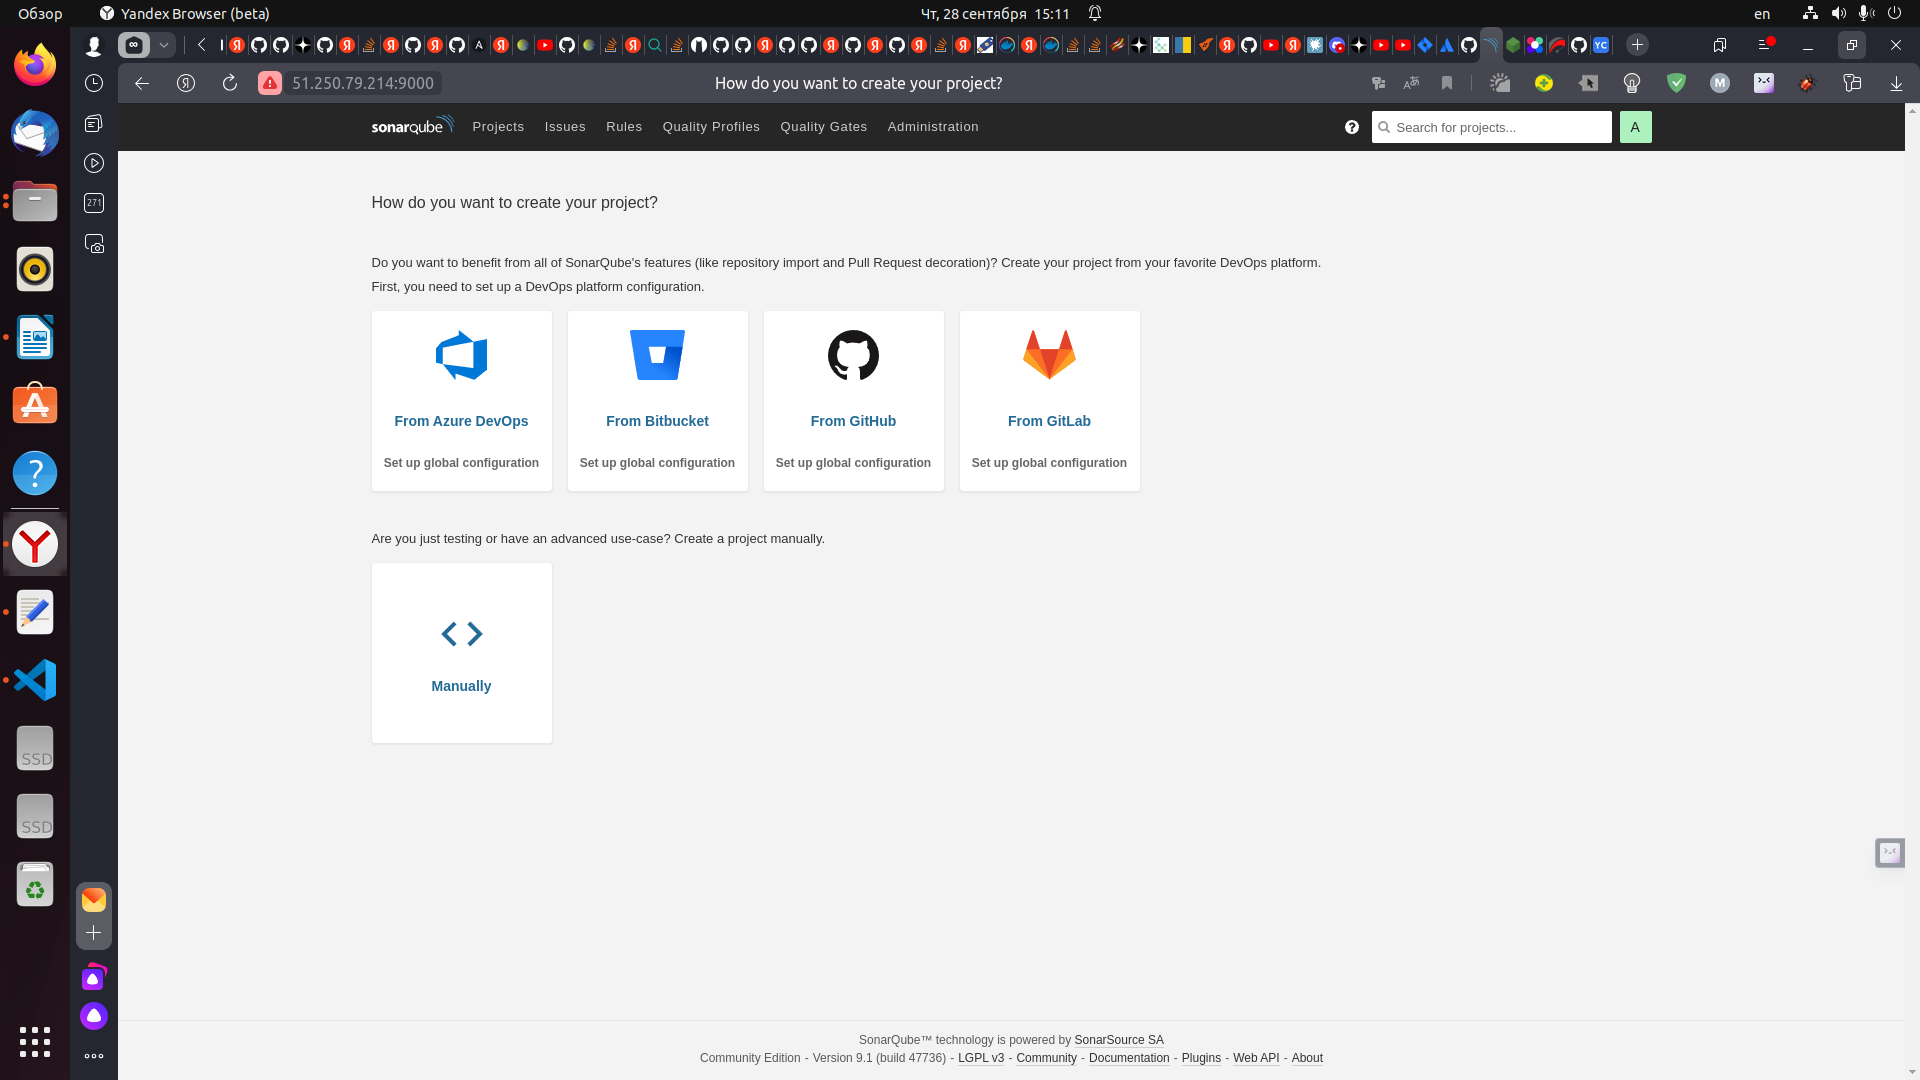 Обзор
Yandex Browser (beta)
Чт, 28 сентября 15:11
en
51.250.79.214:9000
How do you want to create your project?
271
YC
M
sonarqube
Projects
Issues
Rules
Quality Profiles
Quality Gates
Administration
Search for projects...
A
How do you want to create your project?
Do you want to benefit from all of SonarQube's features (like repository import and Pull Request decoration)? Create your project from your favorite DevOps platform.
First, you need to set up a DevOps platform configuration.
From Azure DevOps
From Bitbucket
From GitHub
From GitLab
Set up global configuration
Set up global configuration
Set up global configuration
Set up global configuration
Are you just testing or have an advanced use-case? Create a project manually.
Manually
SSD
SSD
SonarQube™ technology is powered by SonarSource SA
Community Edition - Version 9.1 (build 47736) - LGPL v3 - Community - Documentation - Plugins - Web API - About